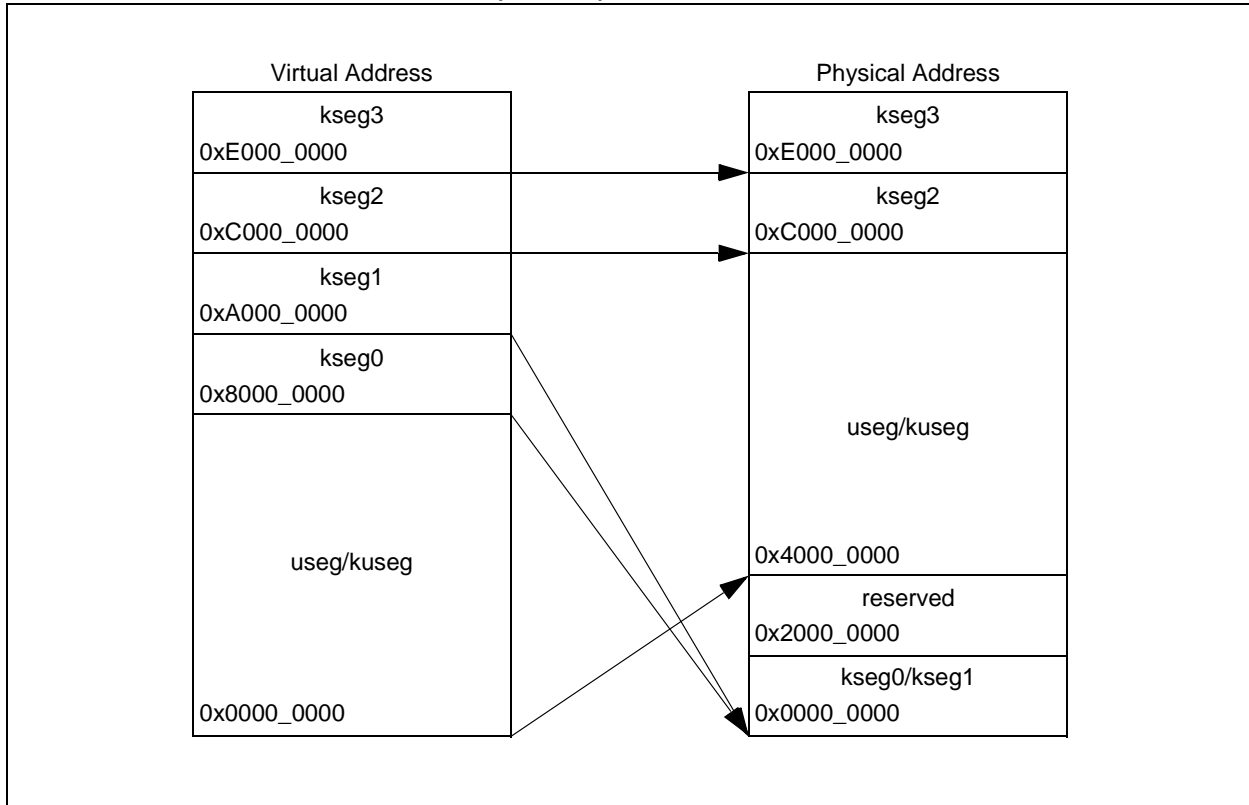 Virtual Address
kseg3
0xE000_0000
kseg2
0xC000_0000
kseg1
0xA000_0000
kseg0
0x8000_0000
useg/kuseg
0x0000_0000
Physical Address
kseg3
0xE000_0000
kseg2
0xC000_0000
useg/kuseg
0x4000_0000
reserved
0x2000_0000
kseg0/kseg1
0x0000_0000